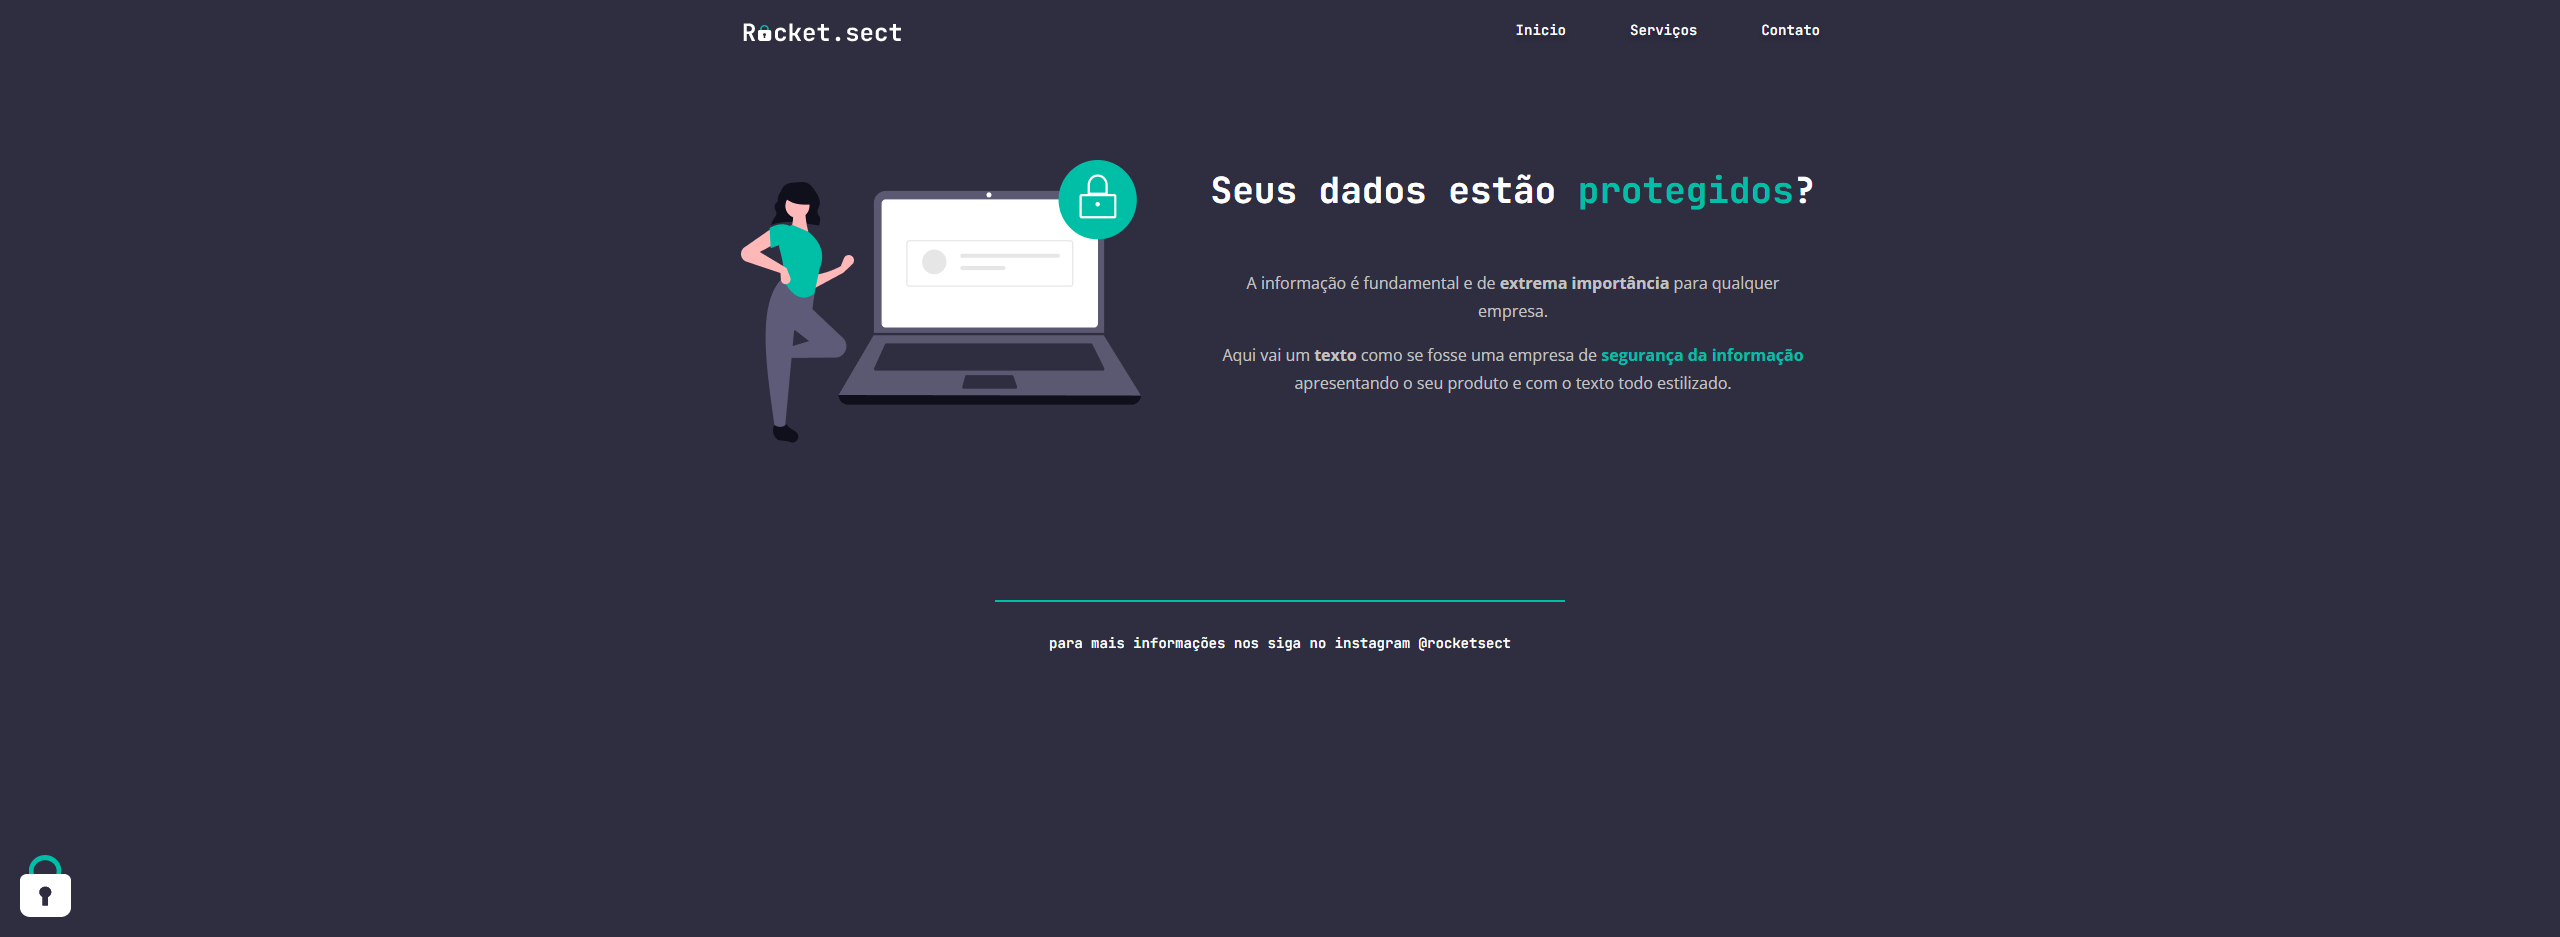 Rocket.sect
Inicio Serviços Contato
Seus dados estão protegidos?
A informação é fundamental e de extrema importância para qualquer
empresa.
Aqui vai um texto como se fosse uma empresa de segurança da informação
apresentando o seu produto e com o texto todo estilizado.
para mais informações nos siga no instagram @rocketsect